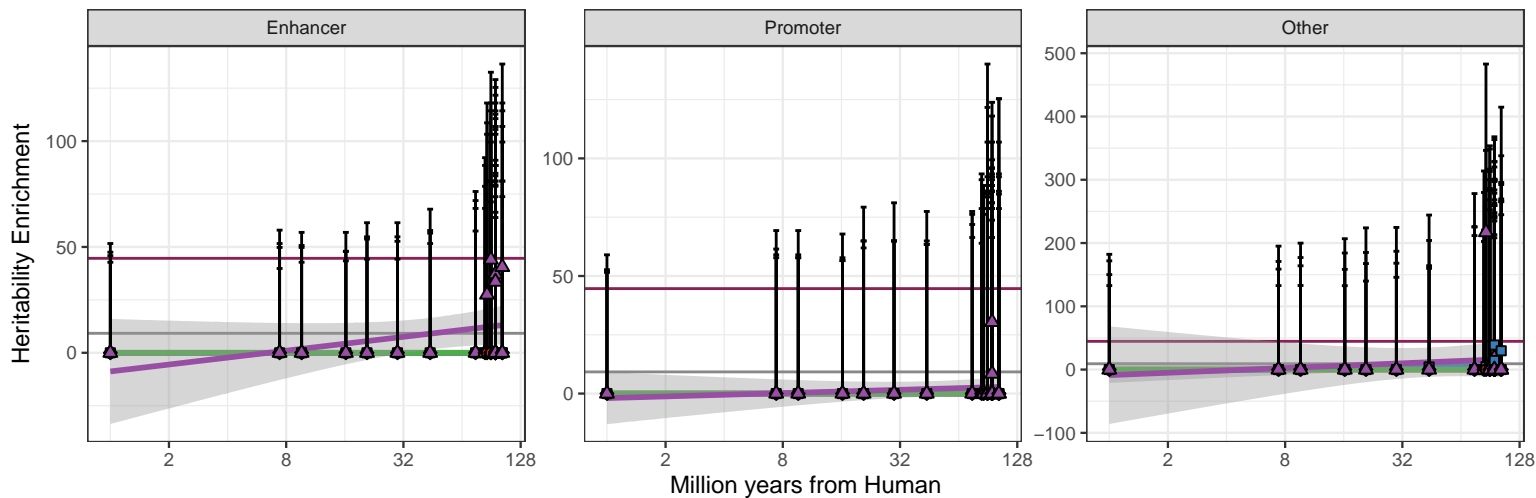 Enhancer Promoter Other
Heritability Enrichment
100
50
0
2 8 32 128
100
50
0
2 8 32 128
500
400
300
200
100
0
−100
2 8 32 128
Million years from Human